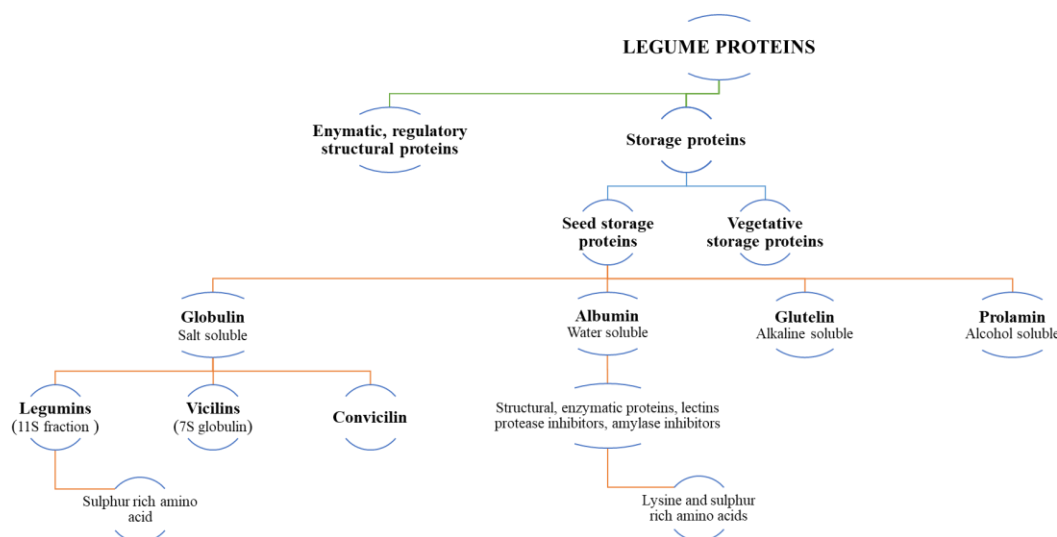 LEGUME PROTEINS
Enymatic, regulatory
structural proteins
Storage proteins
Seed storage
proteins
Vegetative
storage proteins
Globulin
Salt soluble
Albumin
Water soluble
Glutelin
Alkaline soluble
Prolamin
Alcohol soluble
Legumins
(11S fraction )
Vicilins
(7S globulin)
Convicilin
Structural, enzymatic proteins, lectins
protease inhibitors, amylase inhibitors
Sulphur rich amino
acid
Lysine and sulphur
rich amino acids